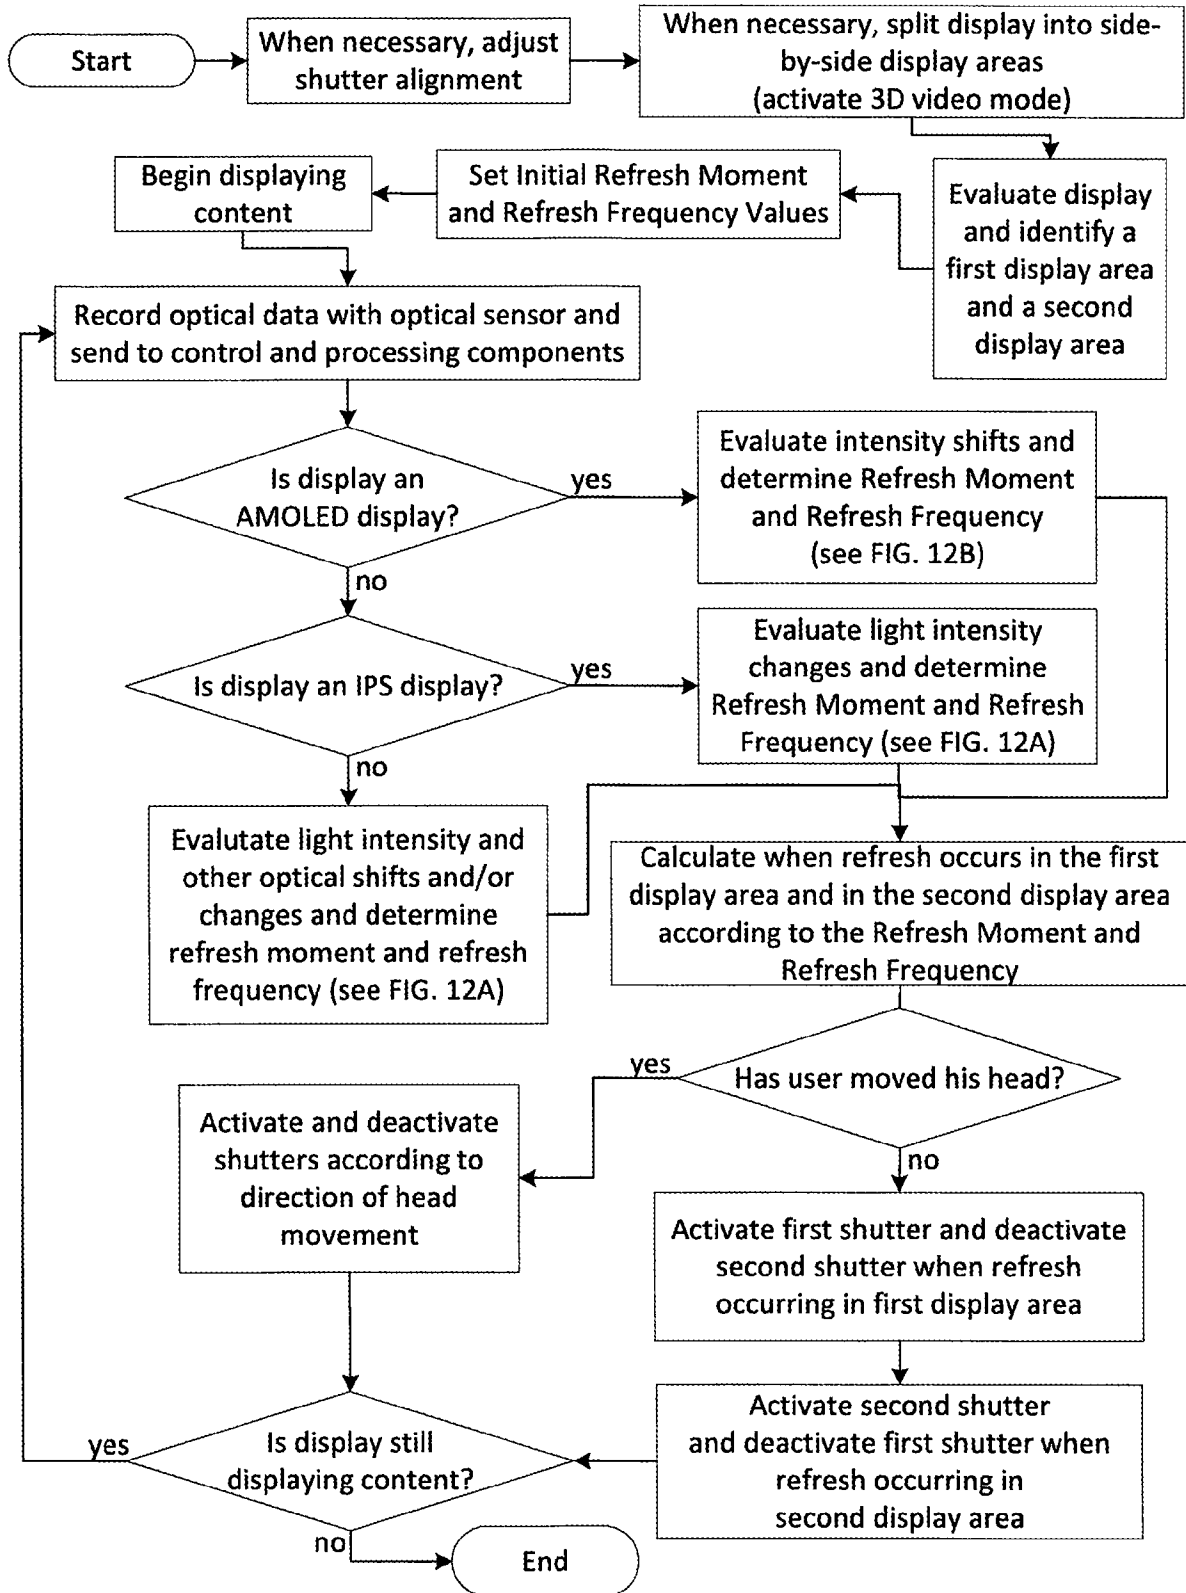 Start
When necessary, adjust
shutter alignment
When necessary, split display into side-
by-side display areas
(activate 3D video mode)
Evaluate display
and identify a
first display area
and a second
display area
Set Initial Refresh Moment
and Refresh Frequency Values
Begin displaying
content
Record optical data with optical sensor and
send to control and processing components
Is display an
AMOLED display?
yes
Evaluate intensity shifts and
determine Refresh Moment
and Refresh Frequency
(see FIG. 12B)
no
Is display an IPS display?
yes
Evaluate light intensity
changes and determine
Refresh Moment and Refresh
Frequency (see FIG. 12A)
no
Evalutate light intensity and
other optical shifts and/or
changes and determine
refresh moment and refresh
frequency (see FIG. 12A)
Calculate when refresh occurs in the first
display area and in the second display area
according to the Refresh Moment and
Refresh Frequency
Has user moved his head?
yes
Activate and deactivate
shutters according to
direction of head
movement
no
Activate first shutter and deactivate
second shutter when refresh
occurring in first display area
Activate second shutter
and deactivate first shutter when
refresh occurring in
second display area
Is display still
displaying content?
yes
no
End